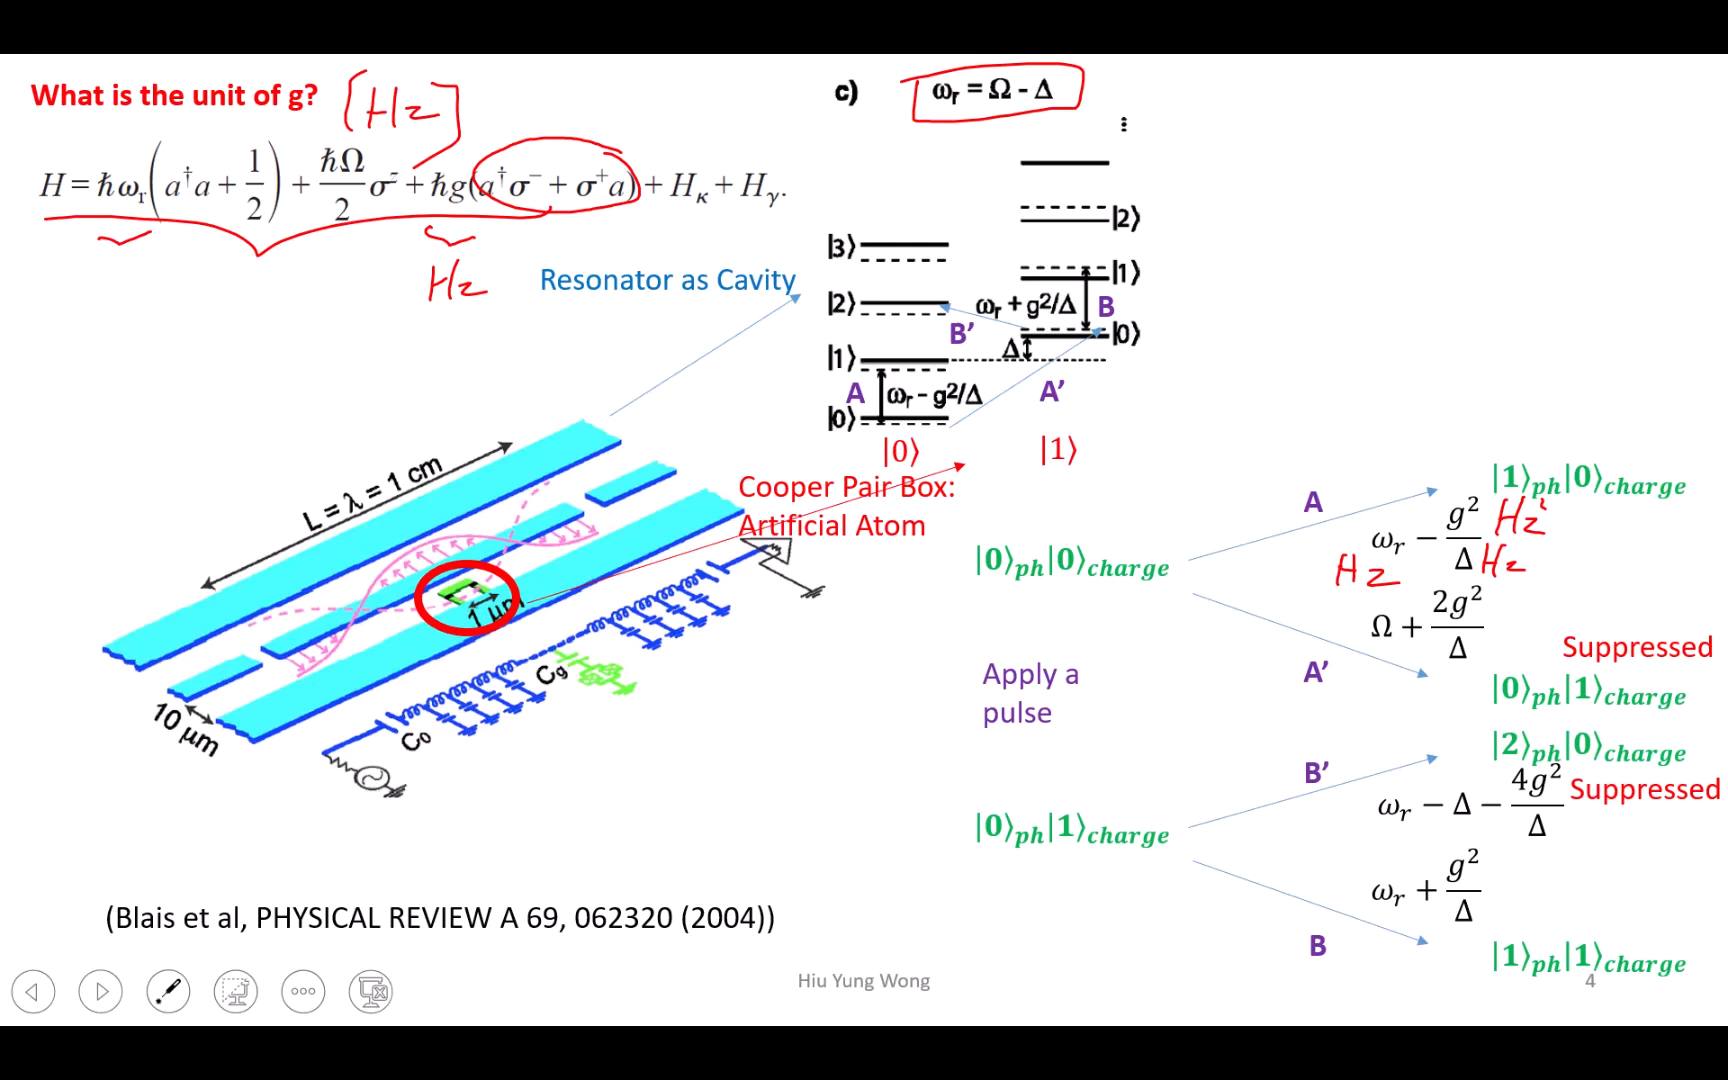 What is the unit of g? [Hz]
H = ħω_r(a†a + 1/2) + ħΩ/2 σ^z + ħg(a†σ⁻ + σ⁺a) + H_κ + H_γ.
Hz
Resonator as Cavity
c) ω_r = Ω - Δ
⋮
|2⟩
|3⟩
|1⟩
|2⟩
ω_r + g²/Δ
B
B’
|0⟩
Δ
|1⟩
A
ω_r - g²/Δ
A’
|0⟩
|0⟩ |1⟩
Cooper Pair Box:
Artificial Atom
L = λ = 1 cm
1 μm
10 μm
C_g
C_0
|0⟩_ph|0⟩_charge
A
|1⟩_ph|0⟩_charge
ω_r − g²/Δ
Hz Hz² Hz
Ω + 2g²/Δ
Suppressed
A’
|0⟩_ph|1⟩_charge
Apply a
pulse
|0⟩_ph|1⟩_charge
B’
|2⟩_ph|0⟩_charge
ω_r − Δ − 4g²/Δ
Suppressed
ω_r + g²/Δ
B
|1⟩_ph|1⟩_charge
(Blais et al, PHYSICAL REVIEW A 69, 062320 (2004))
Hiu Yung Wong
4